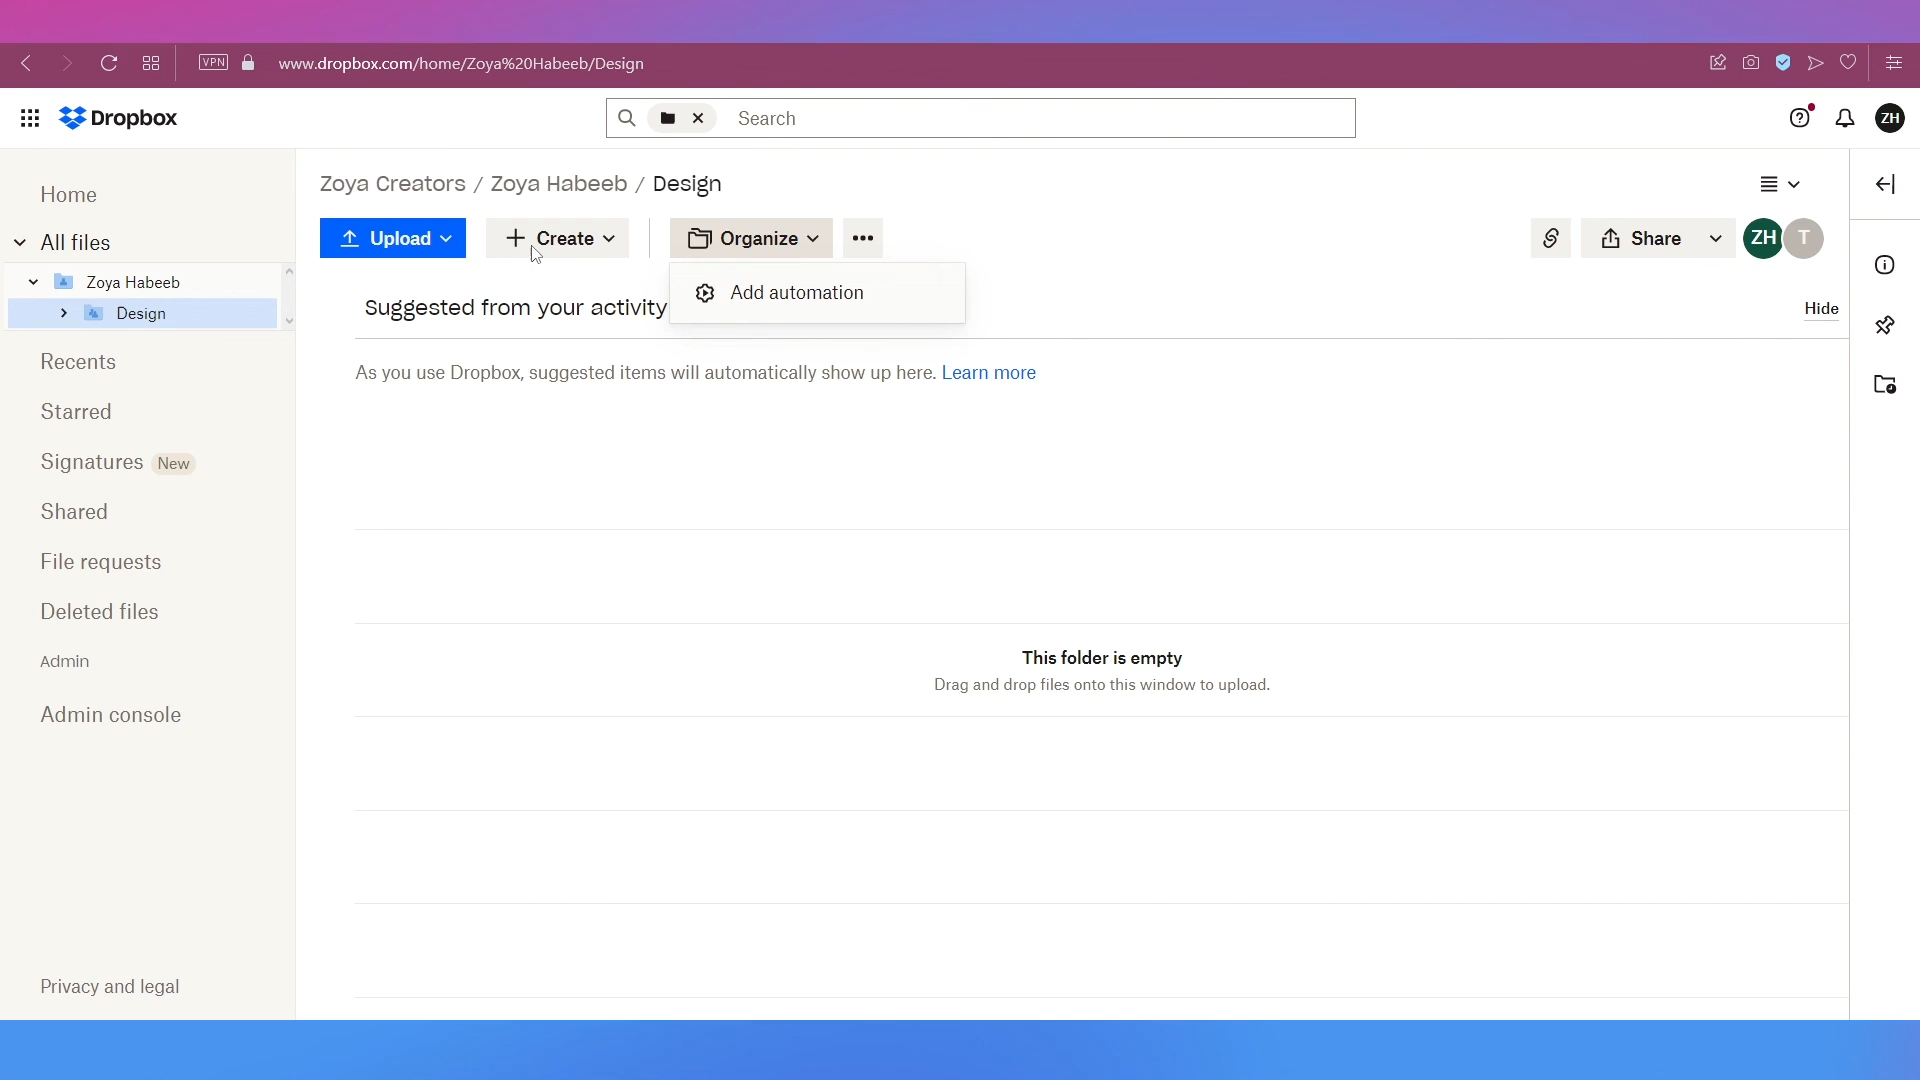 VPN www.dropbox.com/home/Zoya%20Habeeb/Design
Dropbox
Search
ZH
Home
All files
Zoya Habeeb
Design
Recents
Starred
Signatures New
Shared
File requests
Deleted files
Admin
Admin console
Privacy and legal
Zoya Creators / Zoya Habeeb / Design
Upload Create Organize ••• Share ZH T
Add automation
Suggested from your activity Hide
As you use Dropbox, suggested items will automatically show up here. Learn more
This folder is empty
Drag and drop files onto this window to upload.